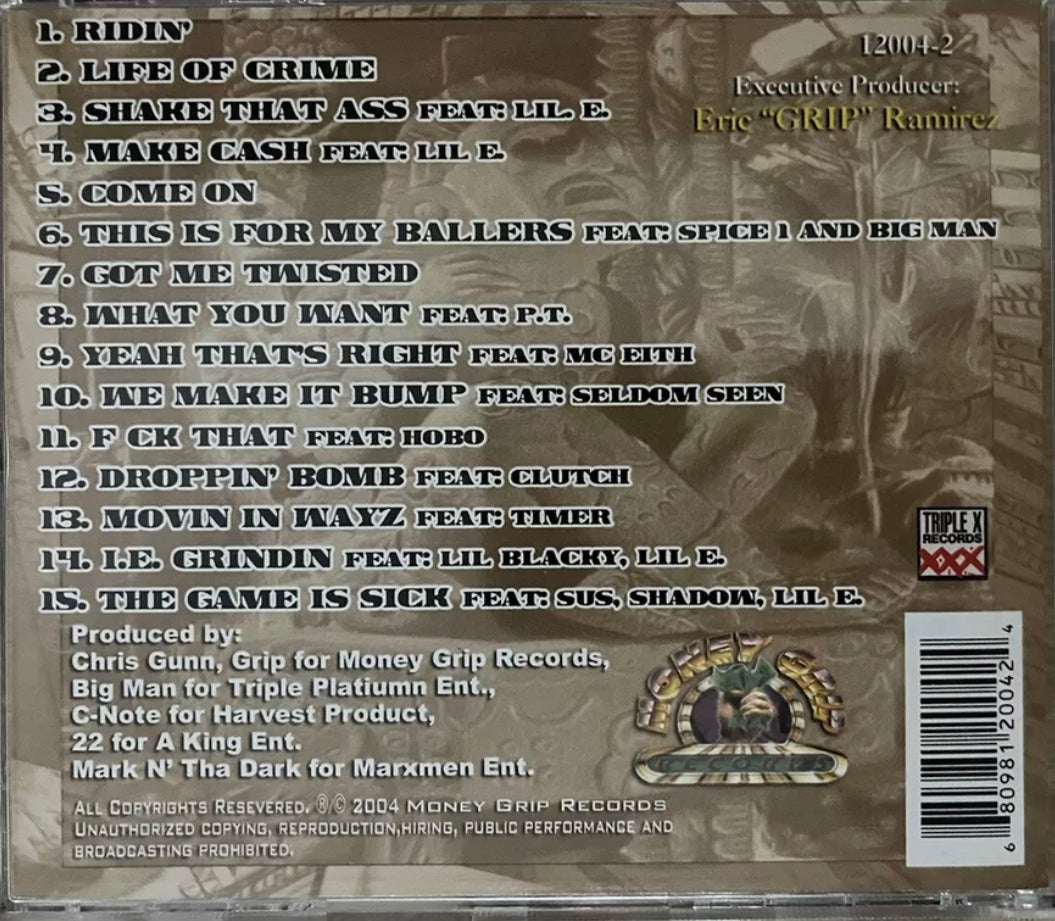 1. RIDIN'
2. LIFE OF CRIME
3. SHAKE THAT ASS FEAT: LIL E.
4. MAKE CASH FEAT: LIL E.
5. COME ON
6. THIS IS FOR MY BALLERS FEAT: SPICE 1 AND BIG MAN
7. GOT ME TWISTED
8. WHAT YOU WANT FEAT: P.T.
9. YEAH THAT'S RIGHT FEAT: MC EITH
10. WE MAKE IT BUMP FEAT: SELDOM SEEN
11. F CK THAT FEAT: HOBO
12. DROPPIN' BOMB FEAT: CLUTCH
13. MOVIN IN WAYZ FEAT: TIMER
14. I.E. GRINDIN FEAT: LIL BLACKY, LIL E.
15. THE GAME IS SICK FEAT: SUS, SHADOW, LIL E.
12004-2
Executive Producer:
Eric "GRIP" Ramirez
TRIPLE X
RECORDS
XXX
Produced by:
Chris Gunn, Grip for Money Grip Records,
Big Man for Triple Platiumn Ent.,
C-Note for Harvest Product,
22 for A King Ent.
Mark N' Tha Dark for Marxmen Ent.
MONEY GRIP
RECORDS
All Copyrights Resevered. ®/© 2004 Money Grip Records
Unauthorized copying, reproduction,hiring, public performance and
broadcasting prohibited.
6 80981 20042 4